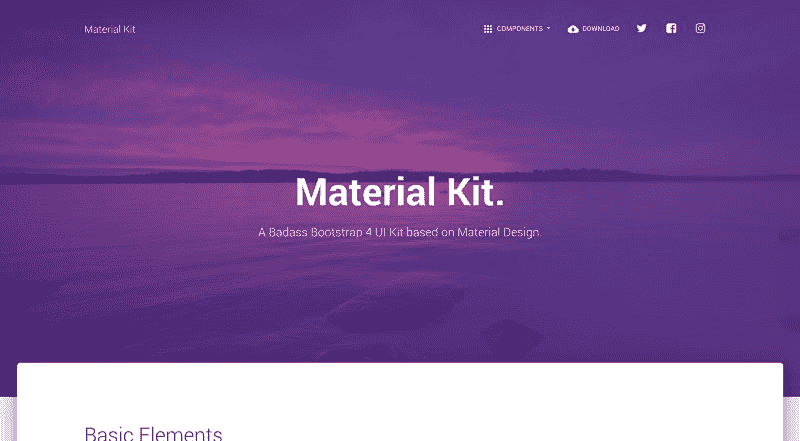 Material Kit
COMPONENTS
DOWNLOAD
Material Kit.
A Badass Bootstrap 4 UI Kit based on Material Design.
Basic Elements